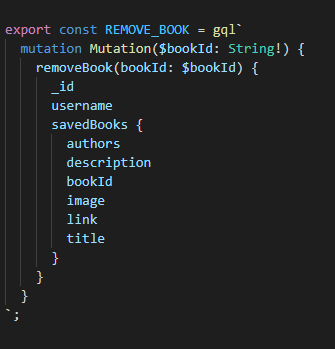 export const REMOVE_BOOK = gql`
  mutation Mutation($bookId: String!) {
    removeBook(bookId: $bookId) {
      _id
      username
      savedBooks {
        authors
        description
        bookId
        image
        link
        title
      }
    }
  }
`;